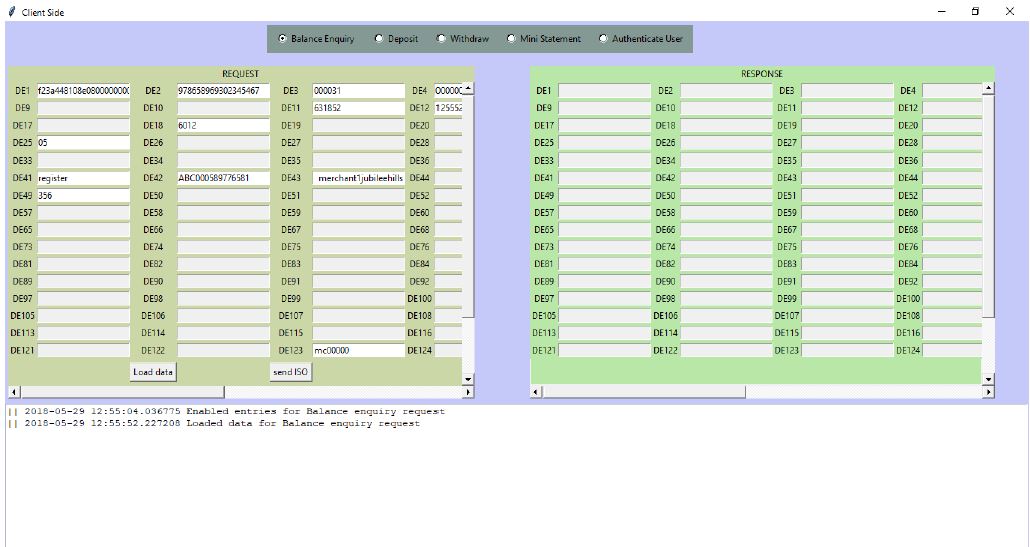 Client Side
Balance Enquiry Deposit Withdraw Mini Statement Authenticate User
REQUEST
DE1 f23a448108e0800000000 DE2 978658969302345467 DE3 000031 DE4 000000
DE9 DE10 DE11 631852 DE12 125552
DE17 DE18 6012 DE19 DE20
DE25 05 DE26 DE27 DE28
DE33 DE34 DE35 DE36
DE41 register DE42 ABC000589776581 DE43 merchant1jubileehills DE44
DE49 356 DE50 DE51 DE52
DE57 DE58 DE59 DE60
DE65 DE66 DE67 DE68
DE73 DE74 DE75 DE76
DE81 DE82 DE83 DE84
DE89 DE90 DE91 DE92
DE97 DE98 DE99 DE100
DE105 DE106 DE107 DE108
DE113 DE114 DE115 DE116
DE121 DE122 DE123 mc00000 DE124
Load data send ISO
RESPONSE
DE1 DE2 DE3 DE4
DE9 DE10 DE11 DE12
DE17 DE18 DE19 DE20
DE25 DE26 DE27 DE28
DE33 DE34 DE35 DE36
DE41 DE42 DE43 DE44
DE49 DE50 DE51 DE52
DE57 DE58 DE59 DE60
DE65 DE66 DE67 DE68
DE73 DE74 DE75 DE76
DE81 DE82 DE83 DE84
DE89 DE90 DE91 DE92
DE97 DE98 DE99 DE100
DE105 DE106 DE107 DE108
DE113 DE114 DE115 DE116
DE121 DE122 DE123 DE124
|| 2018-05-29 12:55:04.036775 Enabled entries for Balance enquiry request
|| 2018-05-29 12:55:52.227208 Loaded data for Balance enquiry request